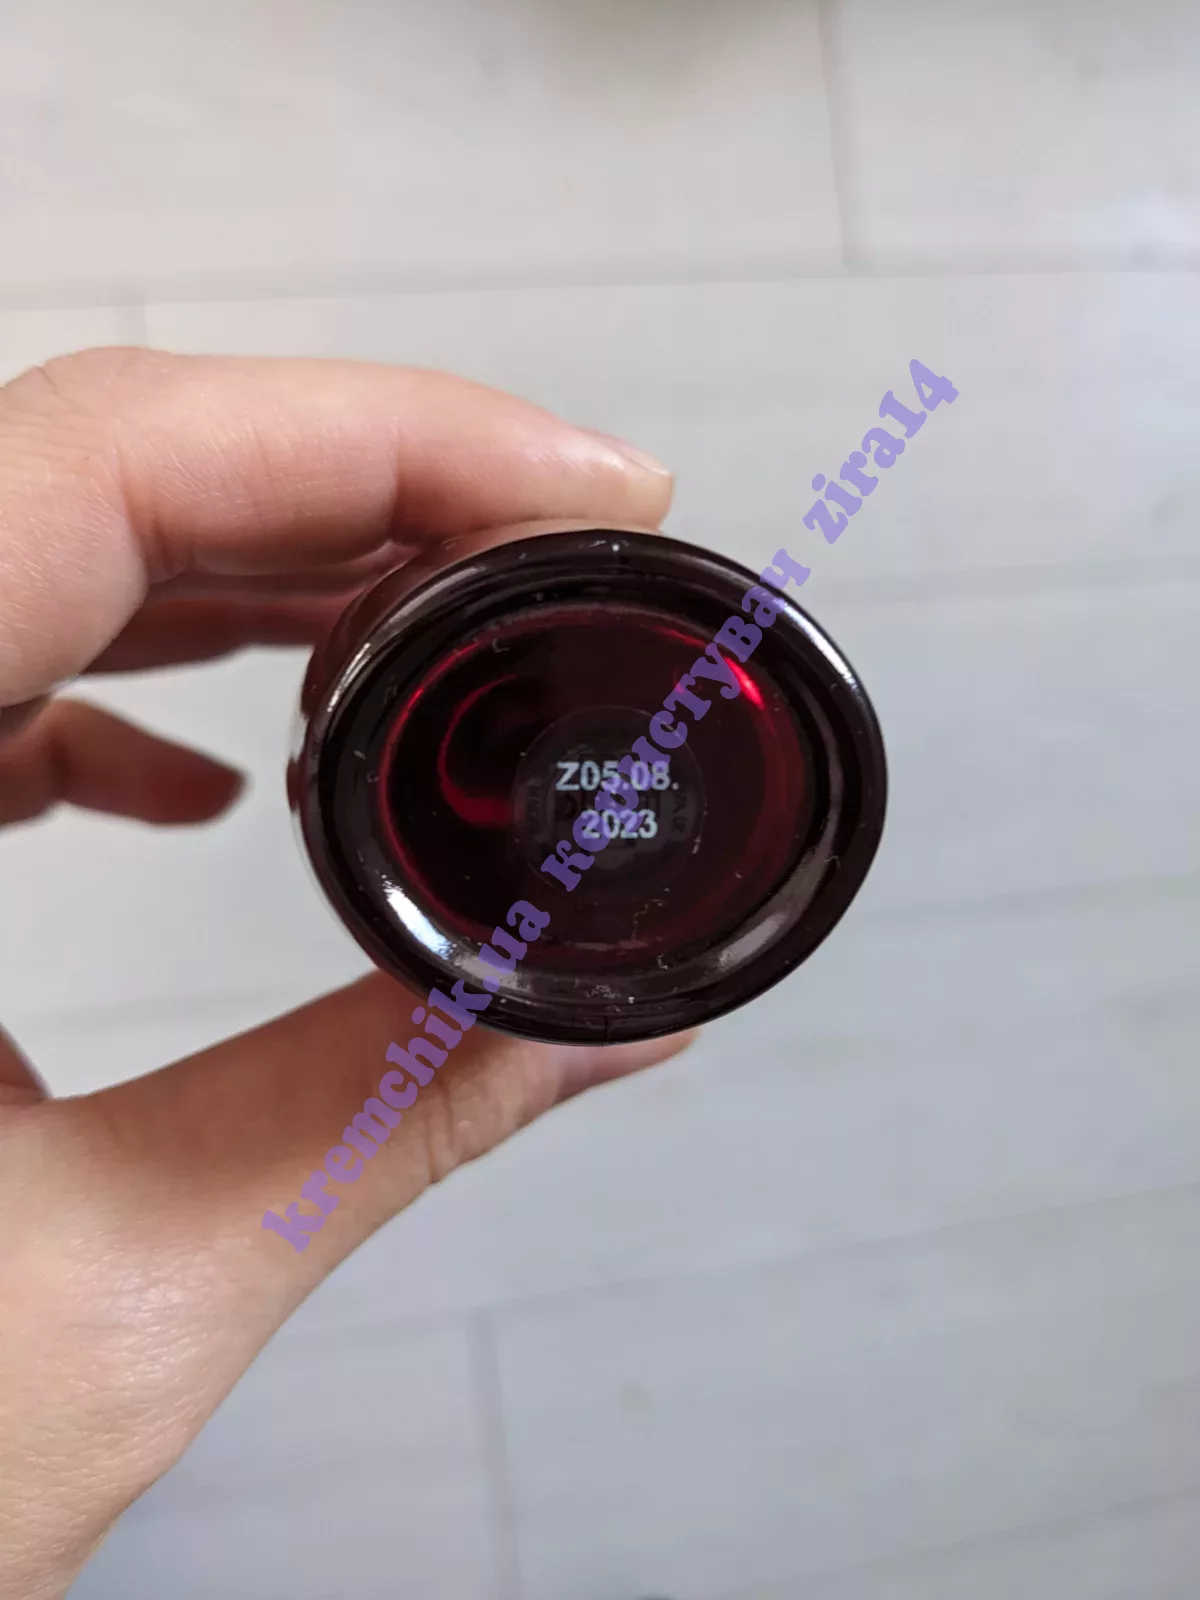 Z05.08.
2023
kremchik.ua користувач zira14